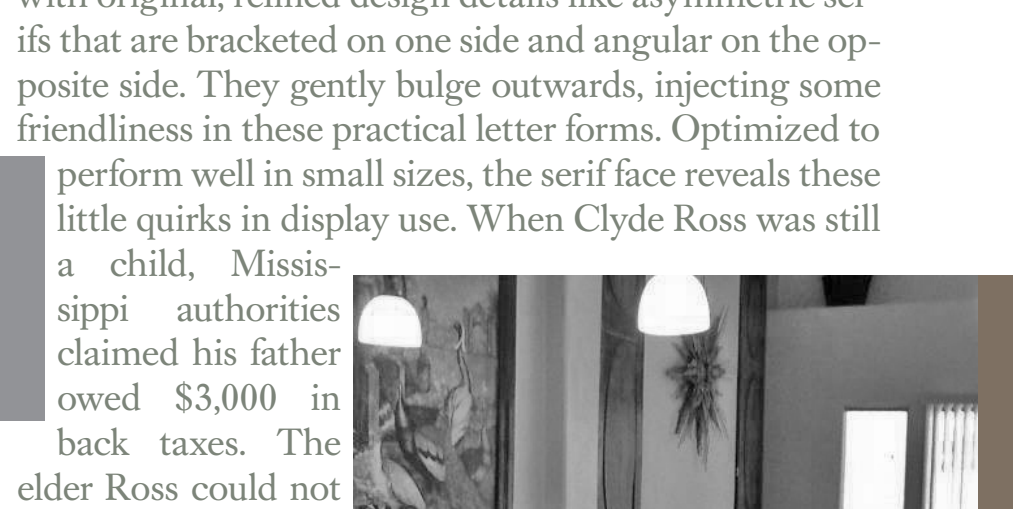 with original, refined design details like asymmetric ser-
ifs that are bracketed on one side and angular on the op-
posite side. They gently bulge outwards, injecting some
friendliness in these practical letter forms. Optimized to
perform well in small sizes, the serif face reveals these
little quirks in display use. When Clyde Ross was still
a child, Missis-
sippi authorities
claimed his father
owed $3,000 in
back taxes. The
elder Ross could not